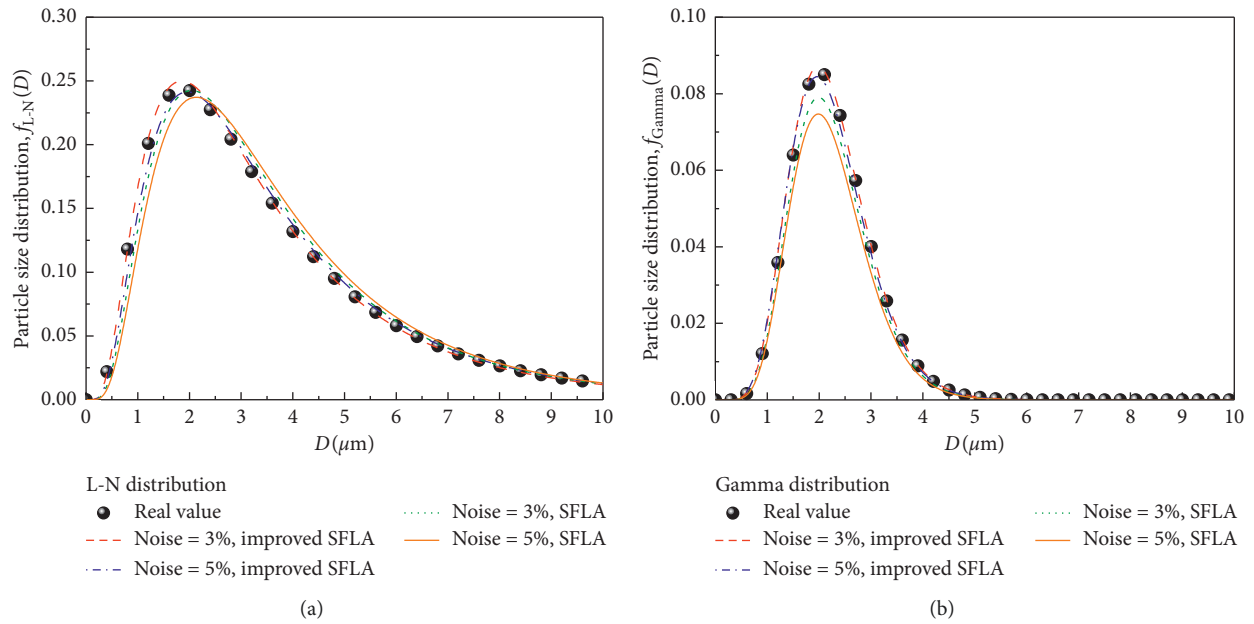 0.30
0.25
0.20
0.15
0.10
0.05
0.00
Particle size distribution, f_L-N (D)
0 1 2 3 4 5 6 7 8 9 10
D (μm)
L-N distribution
Real value
Noise = 3%, improved SFLA
Noise = 5%, improved SFLA
Noise = 3%, SFLA
Noise = 5%, SFLA
(a)
0.10
0.08
0.06
0.04
0.02
0.00
Particle size distribution, f_Gamma (D)
0 1 2 3 4 5 6 7 8 9 10
D (μm)
Gamma distribution
Real value
Noise = 3%, improved SFLA
Noise = 5%, improved SFLA
Noise = 3%, SFLA
Noise = 5%, SFLA
(b)